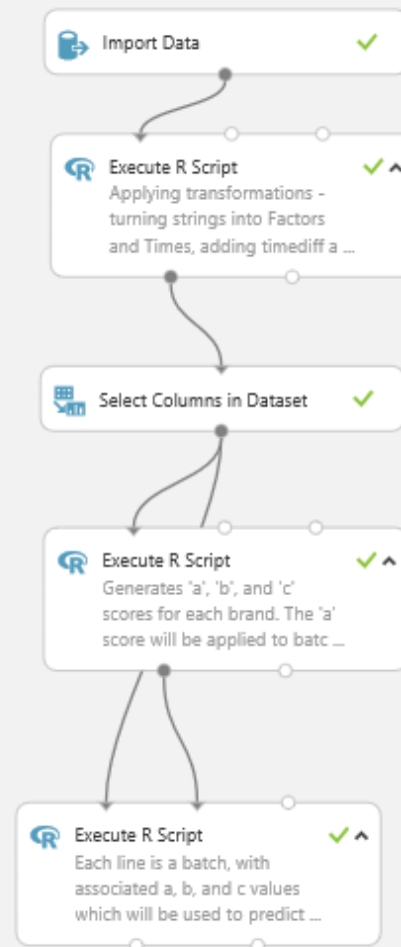 Import Data
Execute R Script
Applying transformations -
turning strings into Factors
and Times, adding timediff a ...
Select Columns in Dataset
Execute R Script
Generates 'a', 'b', and 'c'
scores for each brand. The 'a'
score will be applied to batc ...
Execute R Script
Each line is a batch, with
associated a, b, and c values
which will be used to predict ...